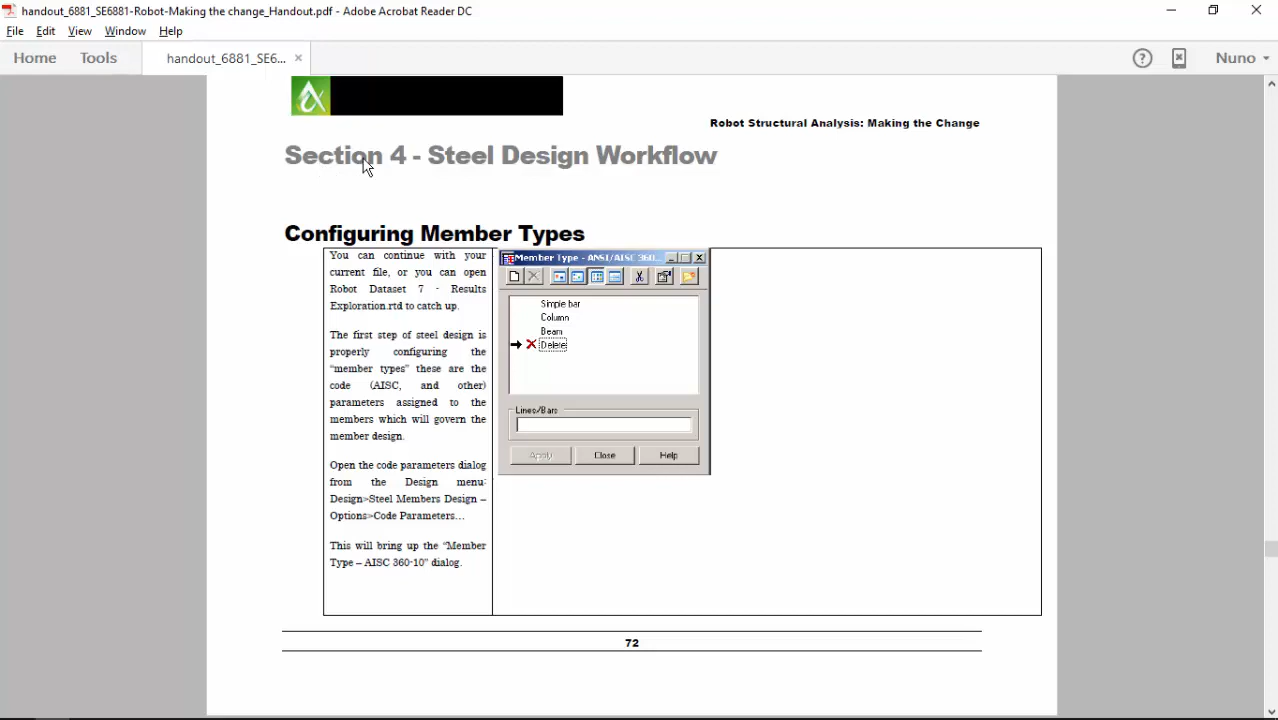 handout_6881_SE6881-Robot-Making the change_Handout.pdf - Adobe Acrobat Reader DC
File Edit View Window Help
Home Tools handout_6881_SE6... × Nuno
Robot Structural Analysis: Making the Change
Section 4 - Steel Design Workflow
Configuring Member Types
You can continue with your
current file, or you can open
Robot Dataset 7 - Results
Exploration.rtd to catch up.
The first step of steel design is
properly configuring the
“member types” these are the
code (AISC, and other)
parameters assigned to the
members which will govern the
member design.
Open the code parameters dialog
from the Design menu:
Design>Steel Members Design –
Options>Code Parameters...
This will bring up the “Member
Type – AISC 360-10” dialog.
Member Type - ANSI/AISC 360...
Simple bar
Column
Beam
Delete
Lines/Bars
Apply Close Help
72